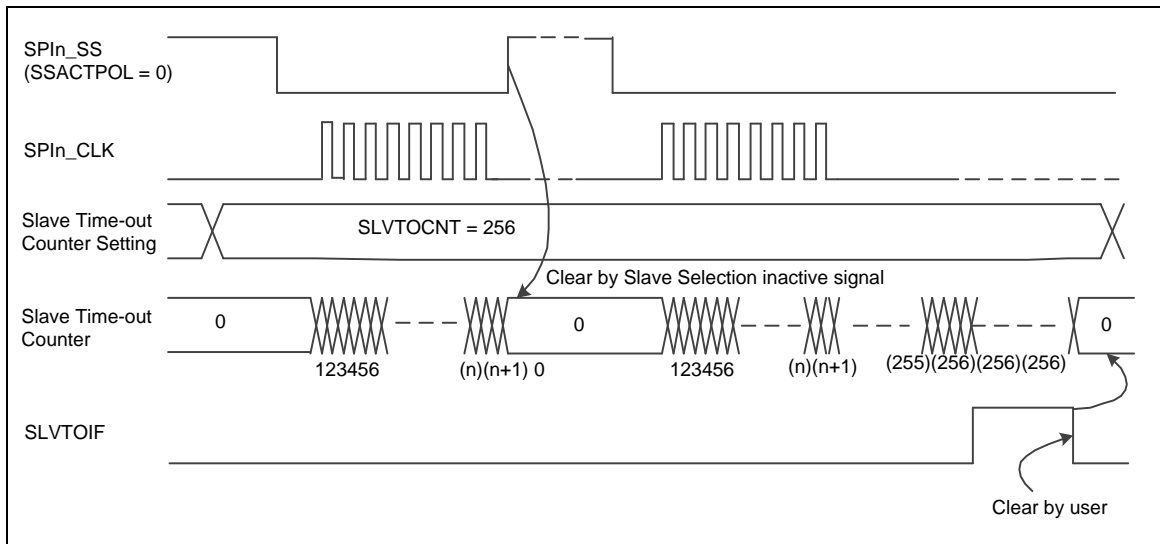 SPIn_SS
(SSACTPOL = 0)
SPIn_CLK
Slave Time-out
Counter Setting
SLVTOCNT = 256
Clear by Slave Selection inactive signal
Slave Time-out
Counter
0
0
0
123456
(n)(n+1) 0
123456
(n)(n+1)
(255)(256)(256)(256)
SLVTOIF
Clear by user